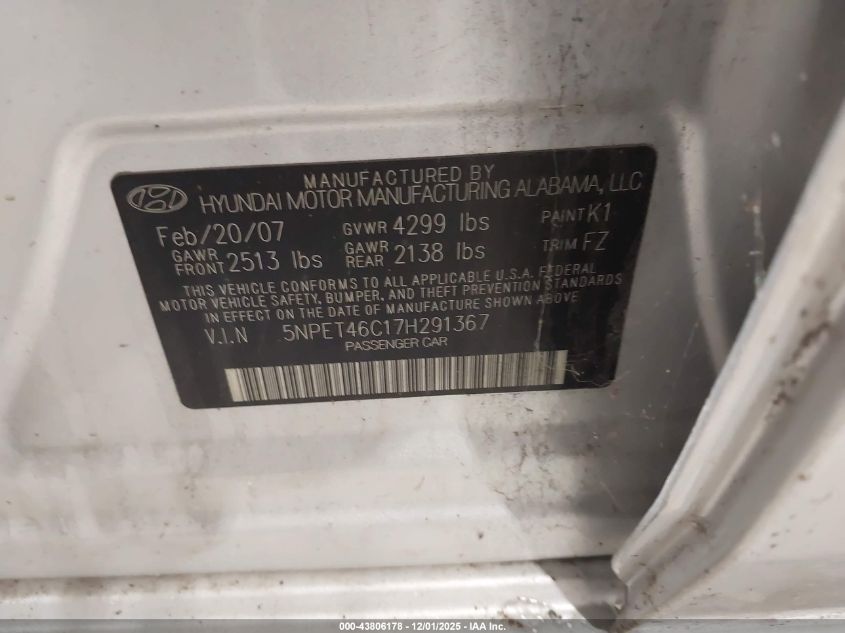 MANUFACTURED BY
HYUNDAI MOTOR MANUFACTURING ALABAMA, LLC
Feb/20/07 GVWR 4299 lbs PAINT K1
GAWR FRONT 2513 lbs GAWR REAR 2138 lbs TRIM FZ
THIS VEHICLE CONFORMS TO ALL APPLICABLE U.S.A. FEDERAL
MOTOR VEHICLE SAFETY, BUMPER, AND THEFT PREVENTION STANDARDS
IN EFFECT ON THE DATE OF MANUFACTURE SHOWN ABOVE.
V.I.N 5NPET46C17H291367
PASSENGER CAR
000-43806178 - 12/01/2025 - IAA Inc.